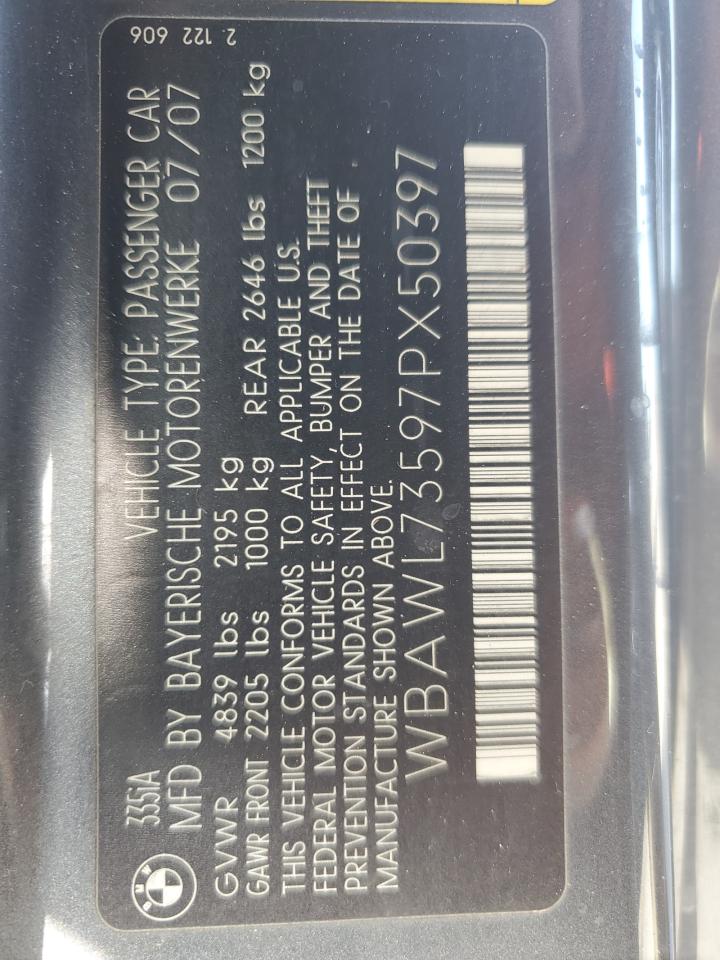 BMW
335iA VEHICLE TYPE: PASSENGER CAR
MFD BY BAYERISCHE MOTORENWERKE 07/07
GVWR 4839 lbs 2195 kg
GAWR FRONT 2205 lbs 1000 kg REAR 2646 lbs 1200 kg
THIS VEHICLE CONFORMS TO ALL APPLICABLE U.S.
FEDERAL MOTOR VEHICLE SAFETY, BUMPER AND THEFT
PREVENTION STANDARDS IN EFFECT ON THE DATE OF
MANUFACTURE SHOWN ABOVE.
WBAWL73597PX50397
2 122 606